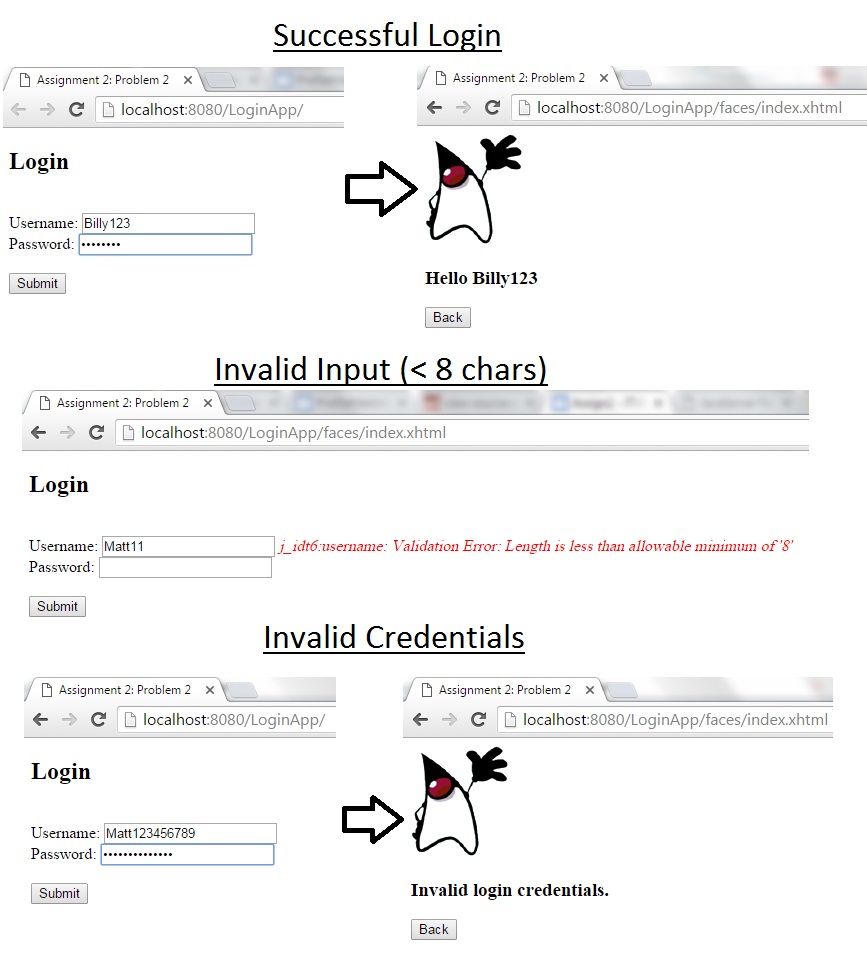 Successful Login
Assignment 2: Problem 2 ×
localhost:8080/LoginApp/
Login
Username: Billy123
Password: ••••••••
Submit
Assignment 2: Problem 2 ×
localhost:8080/LoginApp/faces/index.xhtml
Hello Billy123
Back
Invalid Input (< 8 chars)
Assignment 2: Problem 2 ×
localhost:8080/LoginApp/faces/index.xhtml
Login
Username: Matt11 j_idt6:username: Validation Error: Length is less than allowable minimum of '8'
Password:
Submit
Invalid Credentials
Assignment 2: Problem 2 ×
localhost:8080/LoginApp/
Login
Username: Matt123456789
Password: ••••••••••••••
Submit
Assignment 2: Problem 2 ×
localhost:8080/LoginApp/faces/index.xhtml
Invalid login credentials.
Back